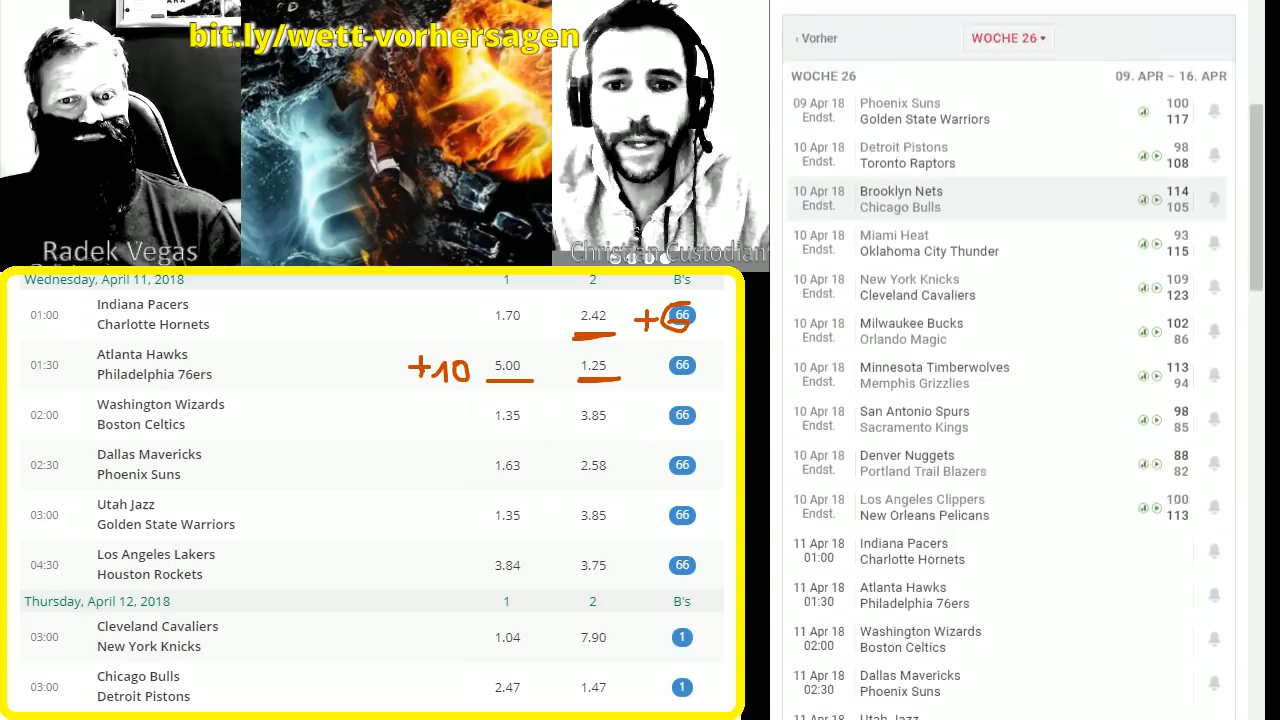 bit.ly/wett-vorhersagen
Radek Vegas
Christian Custodian
Wednesday, April 11, 2018 1 2 B's
01:00 Indiana Pacers
Charlotte Hornets 1.70 2.42 66
01:30 Atlanta Hawks
Philadelphia 76ers +10 5.00 1.25 66
02:00 Washington Wizards
Boston Celtics 1.35 3.85 66
02:30 Dallas Mavericks
Phoenix Suns 1.63 2.58 66
03:00 Utah Jazz
Golden State Warriors 1.35 3.85 66
04:30 Los Angeles Lakers
Houston Rockets 3.84 3.75 66
Thursday, April 12, 2018 1 2 B's
03:00 Cleveland Cavaliers
New York Knicks 1.04 7.90 1
03:00 Chicago Bulls
Detroit Pistons 2.47 1.47 1
‹ Vorher WOCHE 26
WOCHE 26 09. APR – 16. APR
09 Apr 18 Phoenix Suns 100
Endst. Golden State Warriors 117
10 Apr 18 Detroit Pistons 98
Endst. Toronto Raptors 108
10 Apr 18 Brooklyn Nets 114
Endst. Chicago Bulls 105
10 Apr 18 Miami Heat 93
Endst. Oklahoma City Thunder 115
10 Apr 18 New York Knicks 109
Endst. Cleveland Cavaliers 123
10 Apr 18 Milwaukee Bucks 102
Endst. Orlando Magic 86
10 Apr 18 Minnesota Timberwolves 113
Endst. Memphis Grizzlies 94
10 Apr 18 San Antonio Spurs 98
Endst. Sacramento Kings 85
10 Apr 18 Denver Nuggets 88
Endst. Portland Trail Blazers 82
10 Apr 18 Los Angeles Clippers 100
Endst. New Orleans Pelicans 113
11 Apr 18 Indiana Pacers
01:00 Charlotte Hornets
11 Apr 18 Atlanta Hawks
01:30 Philadelphia 76ers
11 Apr 18 Washington Wizards
02:00 Boston Celtics
11 Apr 18 Dallas Mavericks
02:30 Phoenix Suns
11 Apr 18 Utah Jazz